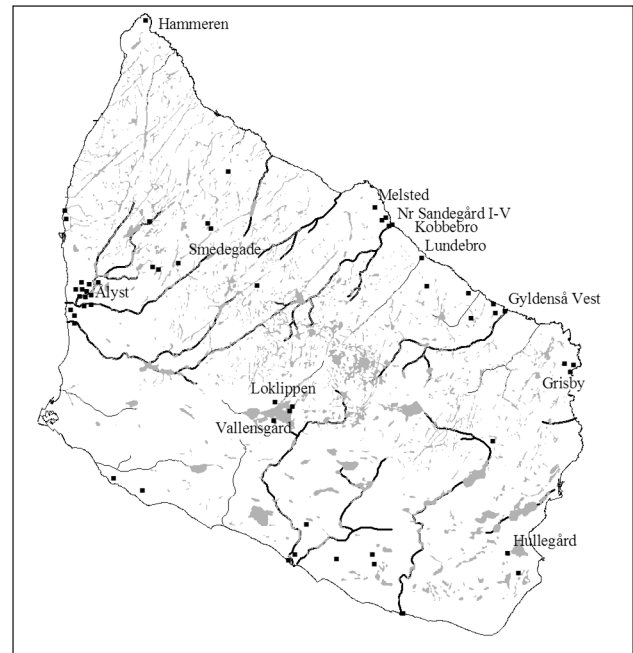 Hammeren
Melsted
Nr Sandegård I-V
Kobbebro
Smedegade
Lundebro
Ålyst
Gyldenså Vest
Grisby
Loklippen
Vallensgård
Hullegård